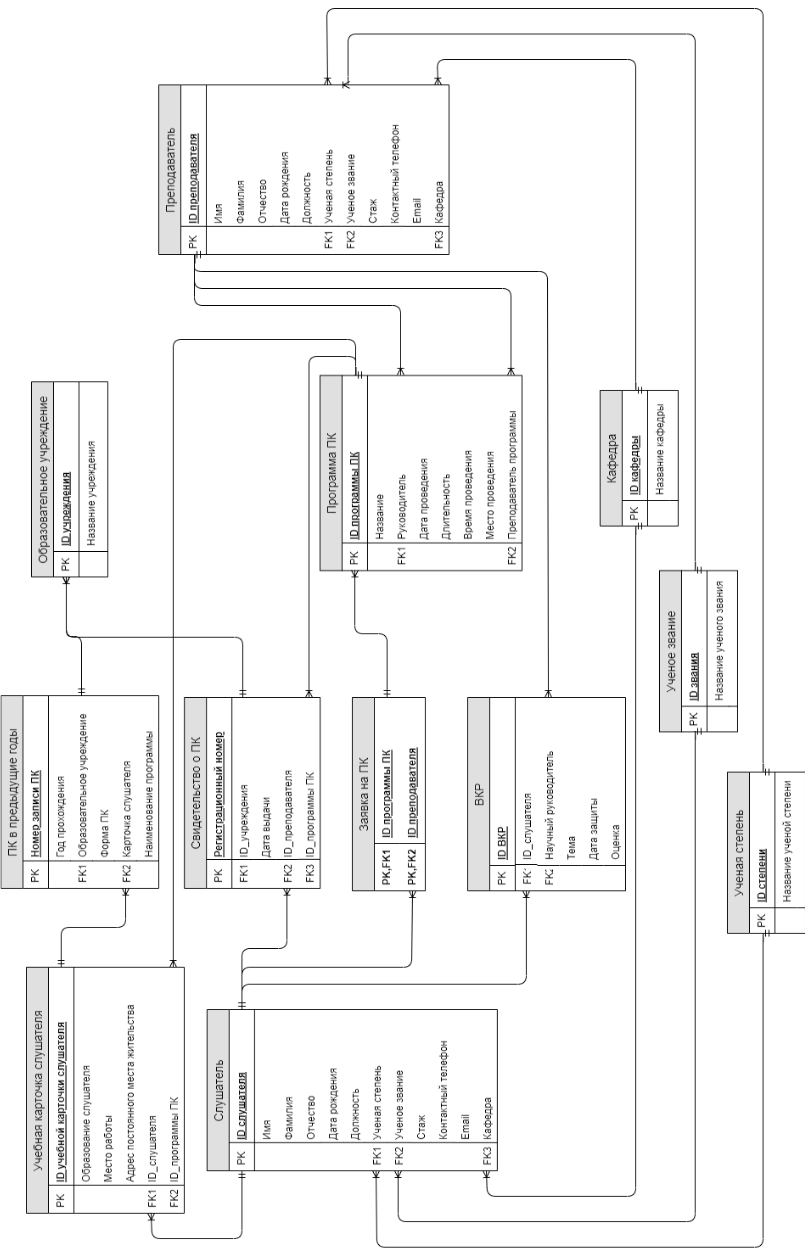 Учебная карточка слушателя
PK ID учебной карточки слушателя
Образование слушателя
Место работы
Адрес постоянного места жительства
FK1 ID_слушателя
FK2 ID_программы ПК
ПК в предыдущие годы
PK Номер записи ПК
Год прохождения
FK1 Образовательное учреждение
Форма ПК
FK2 Карточка слушателя
Наименование программы
Образовательное учреждение
PK ID учреждения
Название учреждения
Преподаватель
PK ID преподавателя
Имя
Фамилия
Отчество
Дата рождения
Должность
FK1 Ученая степень
FK2 Ученое звание
Стаж
Контактный телефон
Email
FK3 Кафедра
Слушатель
PK ID слушателя
Имя
Фамилия
Отчество
Дата рождения
Должность
FK1 Ученая степень
FK2 Ученое звание
Стаж
Контактный телефон
Email
FK3 Кафедра
Свидетельство о ПК
PK Регистрационный номер
FK1 ID_учреждения
Дата выдачи
FK2 ID_преподавателя
FK3 ID_программы ПК
Программа ПК
PK ID программы ПК
Название
FK1 Руководитель
Дата проведения
Длительность
Время проведения
Место проведения
FK2 Преподаватель программы
Заявка на ПК
PK,FK1 ID программы ПК
PK,FK2 ID преподавателя
ВКР
PK ID ВКР
FK1 ID_слушателя
FK2 Научный руководитель
Тема
Дата защиты
Оценка
Кафедра
PK ID кафедры
Название кафедры
Ученое звание
PK ID звания
Название ученого звания
Ученая степень
PK ID степени
Название ученой степени